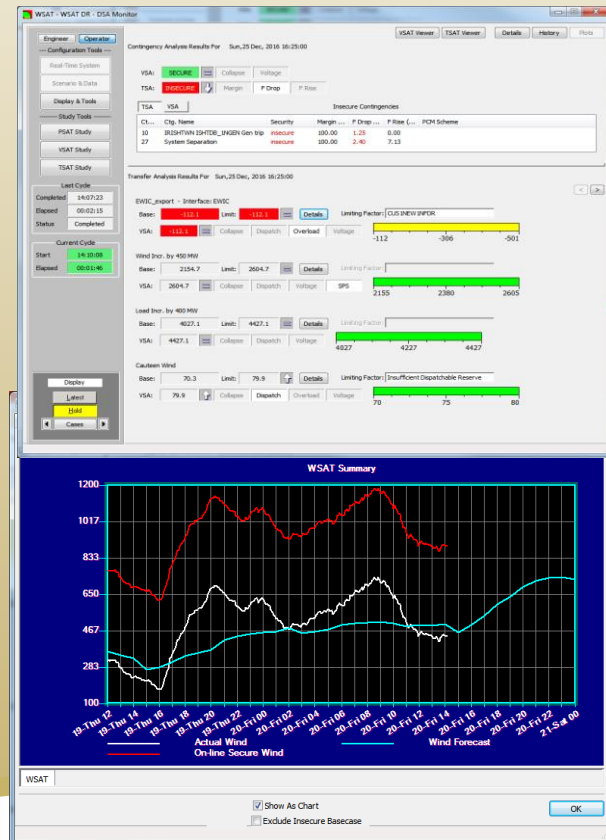 WSAT - WSAT DR - DSA Monitor
Engineer Operator
VSAT Viewer TSAT Viewer Details History Plots
--- Configuration Tools ---
Real-Time System
Scenario & Data
Display & Tools
--- Study Tools ---
PSAT Study
VSAT Study
TSAT Study
Last Cycle
Completed 14:07:23
Elapsed 00:02:15
Status Completed
Current Cycle
Start 14:10:08
Elapsed 00:01:46
Display
Latest
Hold
Cases
Contingency Analysis Results For Sun,25 Dec, 2016 16:25:00
VSA: SECURE Collapse Voltage
TSA: INSECURE Margin F Drop F Rise
TSA VSA Insecure Contingencies
Ct... Ctg. Name Security Margin ... F Drop ... F Rise (... PCM Scheme
10 IRISHTWN ISHTDB_1NGEN Gen trip insecure 100.00 1.25 0.00
27 System Separation insecure 100.00 2.40 7.13
Transfer Analysis Results For Sun,25 Dec, 2016 16:25:00
< >
EWIC_export - Interface: EWIC
Base: -112.1 Limit: -112.1 Details Limiting Factor: CUSINEW INFOR
VSA: -112.1 Collapse Dispatch Overload Voltage
-112 -306 -501
Wind Incr. by 450 MW
Base: 2154.7 Limit: 2604.7 Details Limiting Factor:
VSA: 2604.7 Collapse Dispatch Voltage SPS
2155 2380 2605
Load Incr. by 400 MW
Base: 4027.1 Limit: 4427.1 Details Limiting Factor:
VSA: 4427.1 Collapse Dispatch Voltage
4027 4227 4427
Cauteen Wind
Base: 70.3 Limit: 79.9 Details Limiting Factor: Insufficient Dispatchable Reserve
VSA: 79.9 Collapse Dispatch Overload Voltage
70 75 80
WSAT Summary
1200
1017
833
650
467
283
100
19-Thu 12 19-Thu 14 19-Thu 16 19-Thu 18 19-Thu 20 19-Thu 22 20-Fri 00 20-Fri 02 20-Fri 04 20-Fri 06 20-Fri 08 20-Fri 10 20-Fri 12 20-Fri 14 20-Fri 16 20-Fri 18 20-Fri 20 20-Fri 22 21-Sat 00
Actual Wind Wind Forecast
On-line Secure Wind
WSAT
Show As Chart
OK
Exclude Insecure Basecase